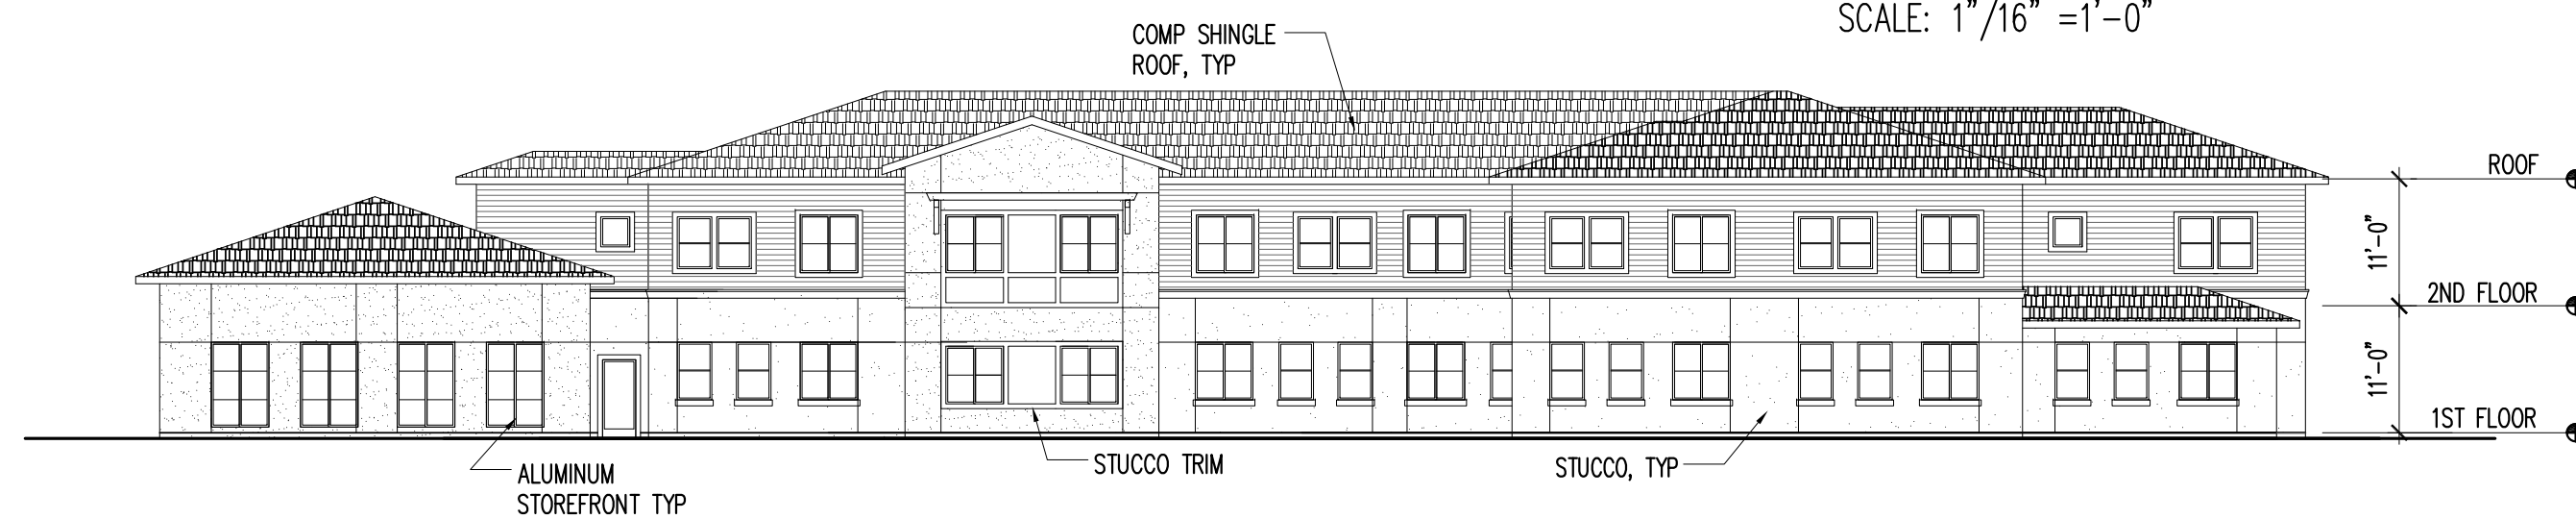 SCALE: 1"/16" =1'-0"
COMP SHINGLE
ROOF, TYP
ROOF
11'-0"
2ND FLOOR
11'-0"
1ST FLOOR
ALUMINUM
STOREFRONT TYP
STUCCO TRIM
STUCCO, TYP